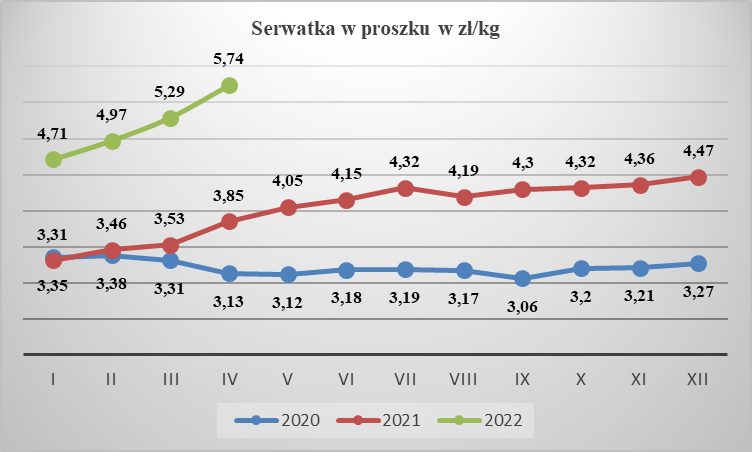 Serwatka w proszku w zł/kg
5,74
5,29
4,97
4,71
4,47
4,32 4,3 4,32 4,36
4,15 4,19
4,05
3,85
3,53
3,46
3,31
3,35 3,38 3,31 3,13 3,12 3,18 3,19 3,17 3,06 3,2 3,21 3,27
I II III IV V VI VII VIII IX X XI XII
2020 2021 2022